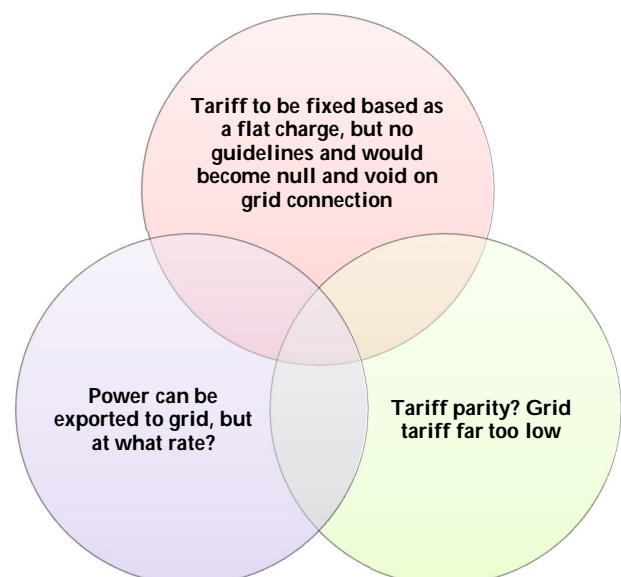 Tariff to be fixed based as
a flat charge, but no
guidelines and would
become null and void on
grid connection
Power can be
exported to grid, but
at what rate?
Tariff parity? Grid
tariff far too low